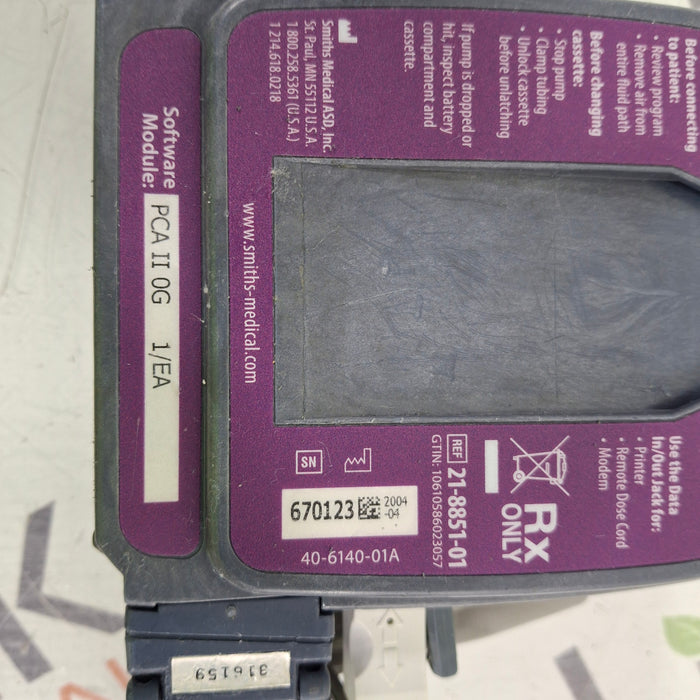 Before connecting
to patient:
• Review program
• Remove air from
entire fluid path
Before changing
cassette:
• Stop pump
• Clamp tubing
• Unlock cassette
before unlatching
If pump is dropped or
hit, inspect battery
compartment and
cassette.
Smiths Medical ASD, Inc.
St. Paul, MN 55112 U.S.A.
1 800.258.5361 (U.S.A.)
1 214.618.0218
www.smiths-medical.com
Use the Data
In/Out Jack for:
• Printer
• Remote Dose Cord
• Modem
Rx
ONLY
REF 21-8851-01
GTIN: 10610586023057
SN
670123 2004
-04
40-6140-01A
Software
Module:
PCA II 0G 1/EA
316159